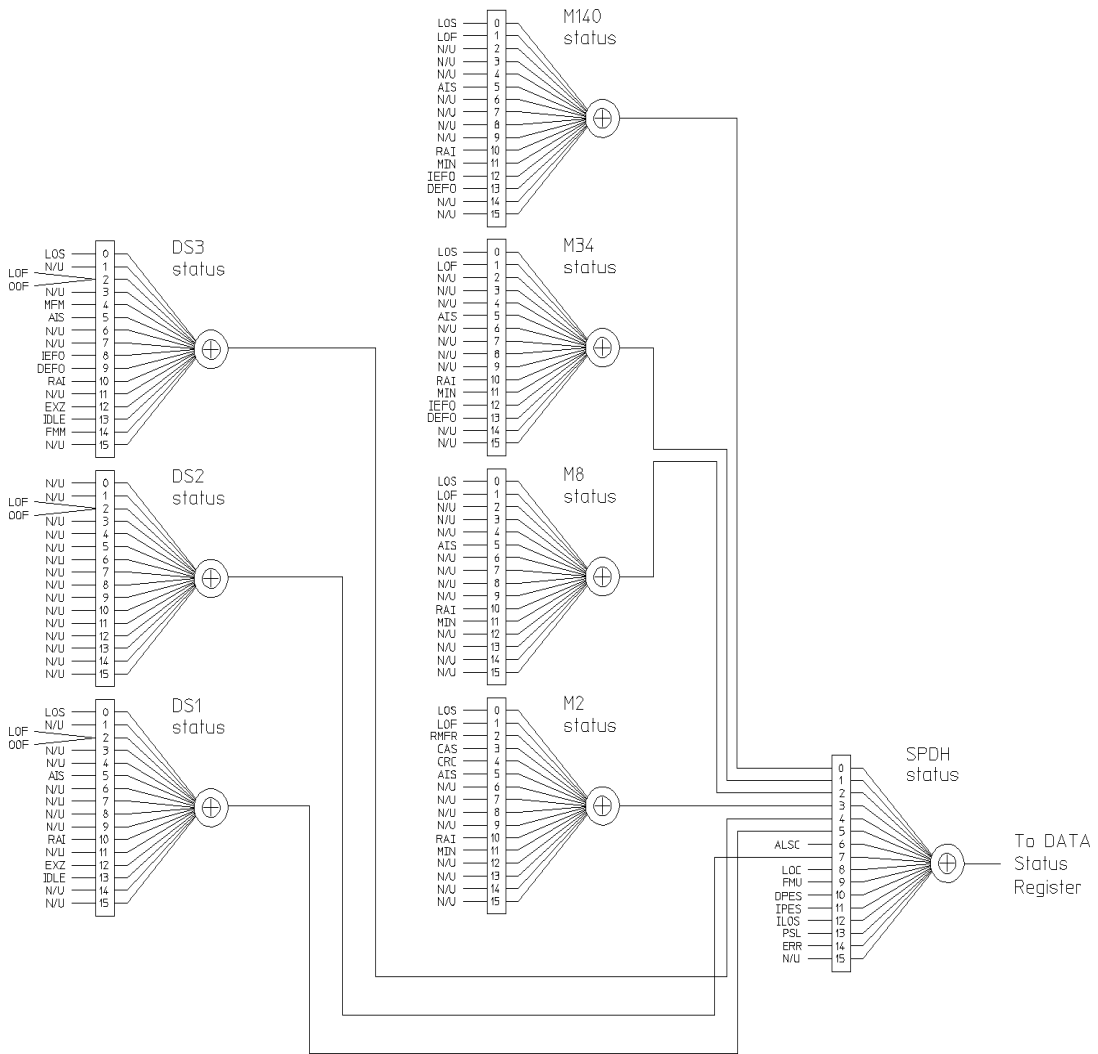 M140
status
LOS 0
LOF 1
N/U 2
N/U 3
N/U 4
AIS 5
N/U 6
N/U 7
N/U 8
N/U 9
RAI 10
MIN 11
IEFO 12
DEFO 13
N/U 14
N/U 15
DS3
status
LOS 0
N/U 1
LOF
OOF
2
N/U 3
MFM 4
AIS 5
N/U 6
N/U 7
IEFO 8
DEFO 9
RAI 10
N/U 11
EXZ 12
IDLE 13
FMM 14
N/U 15
M34
status
LOS 0
LOF 1
N/U 2
N/U 3
N/U 4
AIS 5
N/U 6
N/U 7
N/U 8
N/U 9
RAI 10
MIN 11
IEFO 12
DEFO 13
N/U 14
N/U 15
DS2
status
N/U 0
N/U 1
LOF
OOF
2
N/U 3
N/U 4
N/U 5
N/U 6
N/U 7
N/U 8
N/U 9
N/U 10
N/U 11
N/U 12
N/U 13
N/U 14
N/U 15
M8
status
LOS 0
LOF 1
N/U 2
N/U 3
N/U 4
AIS 5
N/U 6
N/U 7
N/U 8
N/U 9
RAI 10
MIN 11
N/U 12
N/U 13
N/U 14
N/U 15
DS1
status
LOS 0
N/U 1
LOF
OOF
2
N/U 3
N/U 4
AIS 5
N/U 6
N/U 7
N/U 8
N/U 9
RAI 10
N/U 11
EXZ 12
IDLE 13
N/U 14
N/U 15
M2
status
LOS 0
LOF 1
RMFR 2
CAS 3
CRC 4
AIS 5
N/U 6
N/U 7
N/U 8
N/U 9
RAI 10
MIN 11
N/U 12
N/U 13
N/U 14
N/U 15
SPDH
status
0
1
2
3
4
5
ALSC 6
7
LOC 8
FMU 9
DPES 10
IPES 11
ILOS 12
PSL 13
ERR 14
N/U 15
To DATA
Status
Register